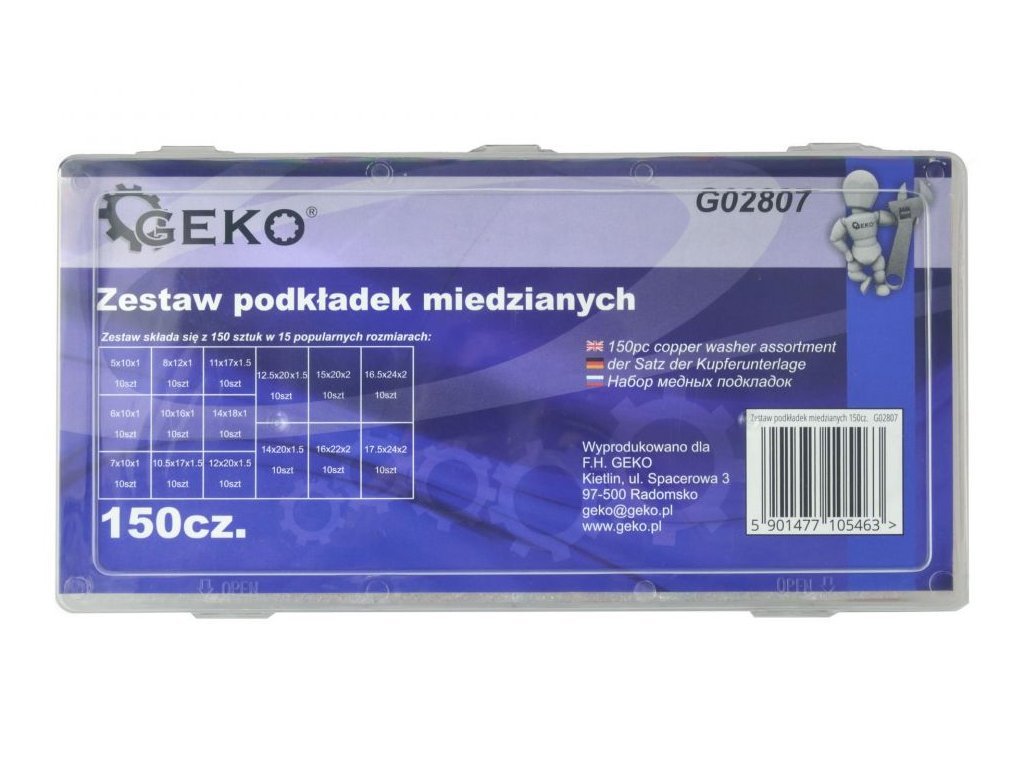 GEKO®
G02807
GEKO
Zestaw podkładek miedzianych
Zestaw składa się z 150 sztuk w 15 popularnych rozmiarach:
5x10x1 8x12x1 11x17x1.5
10szt 10szt 10szt
12.5x20x1.5 15x20x2 16.5x24x2
10szt 10szt 10szt
6x10x1 10x16x1 14x18x1
10szt 10szt 10szt
14x20x1.5 16x22x2 17.5x24x2
10szt 10szt 10szt
7x10x1 10.5x17x1.5 12x20x1.5
10szt 10szt 10szt
150cz.
150pc copper washer assortment
der Satz der Kupferunterlage
Набор медных подкладок
Wyprodukowano dla
F.H. GEKO
Kietlin, ul. Spacerowa 3
97-500 Radomsko
geko@geko.pl
www.geko.pl
Zestaw podkładek miedzianych 150cz. G02807
5 901477 105463 >
OPEN
OPEN